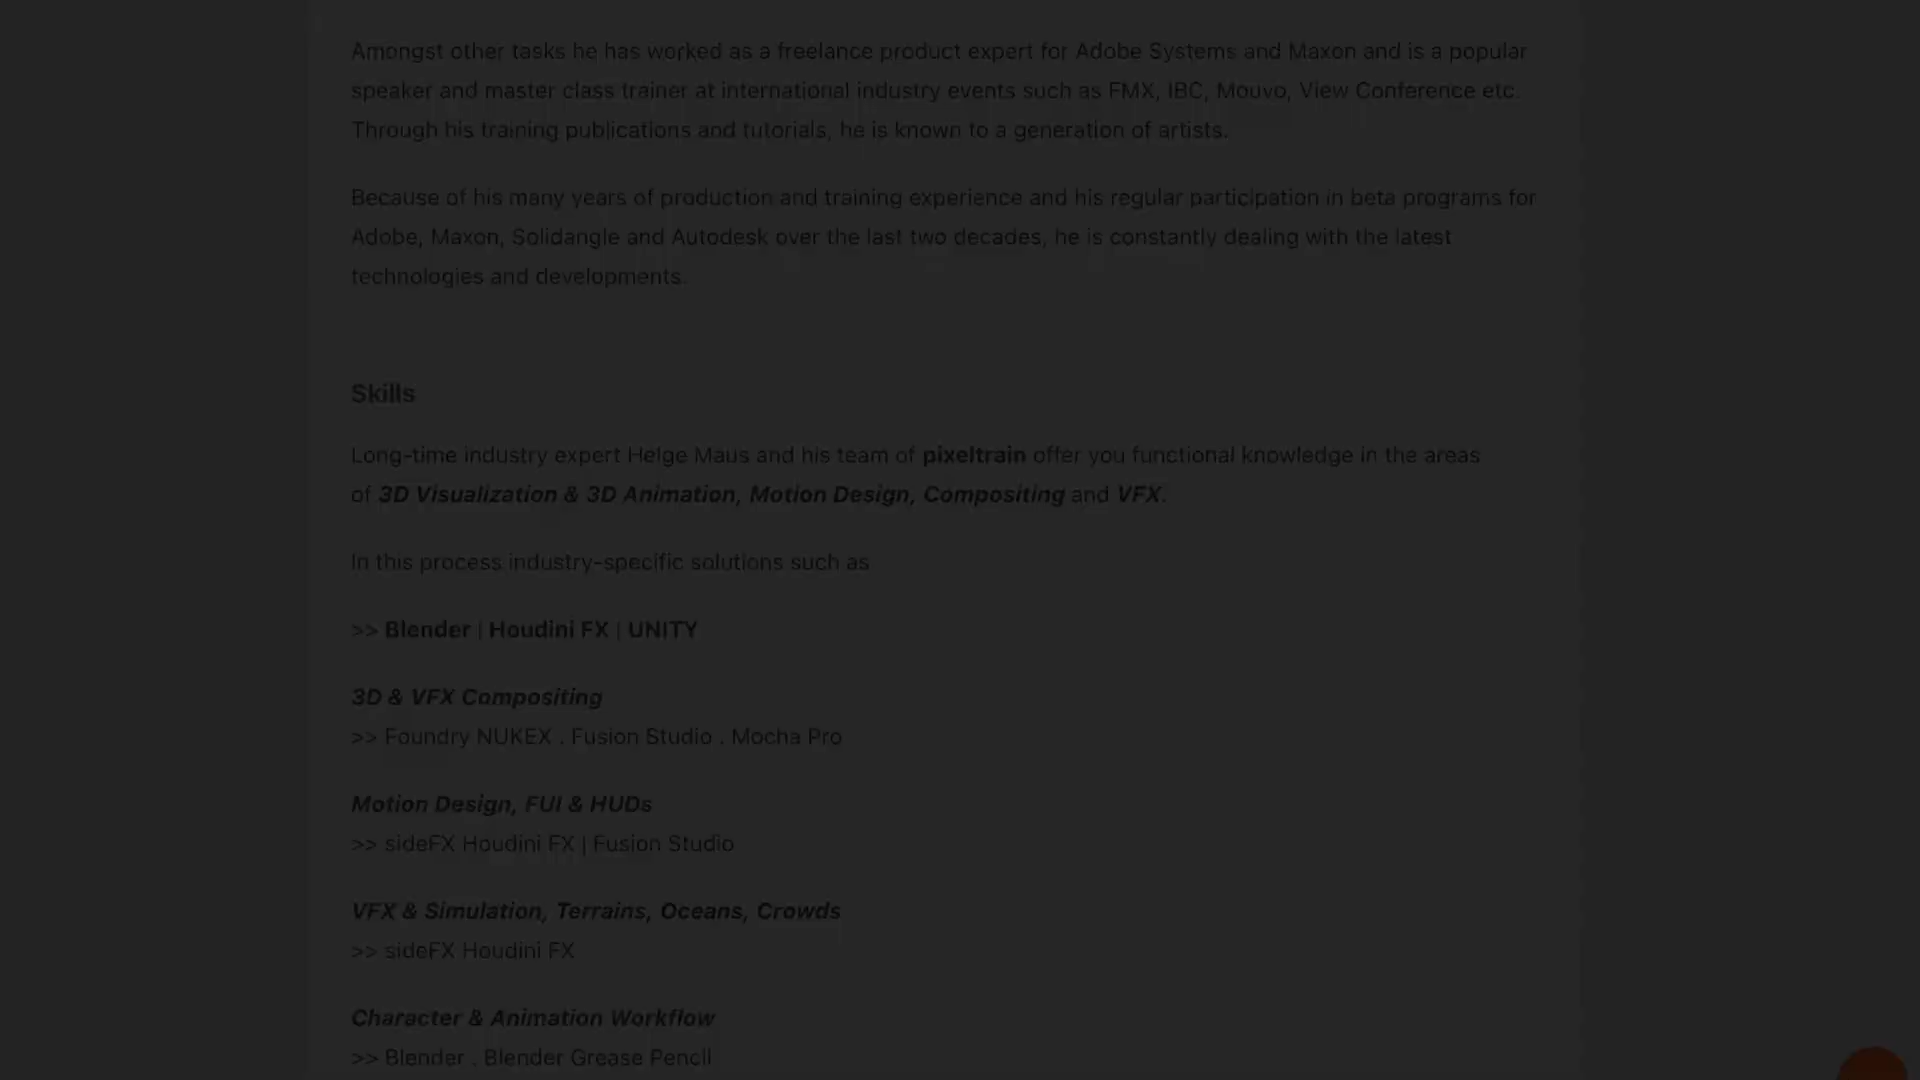 Amongst other tasks he has worked as a freelance product expert for Adobe Systems and Maxon and is a popular
speaker and master class trainer at international industry events such as FMX, IBC, Mouvo, View Conference etc.
Through his training publications and tutorials, he is known to a generation of artists.
Because of his many years of production and training experience and his regular participation in beta programs for
Adobe, Maxon, Solidangle and Autodesk over the last two decades, he is constantly dealing with the latest
technologies and developments.
Skills
Long-time industry expert Helge Maus and his team of pixeltrain offer you functional knowledge in the areas
of 3D Visualization & 3D Animation, Motion Design, Compositing and VFX.
In this process industry-specific solutions such as
>> Blender | Houdini FX | UNITY
3D & VFX Compositing
>> Foundry NUKEX . Fusion Studio . Mocha Pro
Motion Design, FUI & HUDs
>> sideFX Houdini FX | Fusion Studio
VFX & Simulation, Terrains, Oceans, Crowds
>> sideFX Houdini FX
Character & Animation Workflow
>> Blender . Blender Grease Pencil